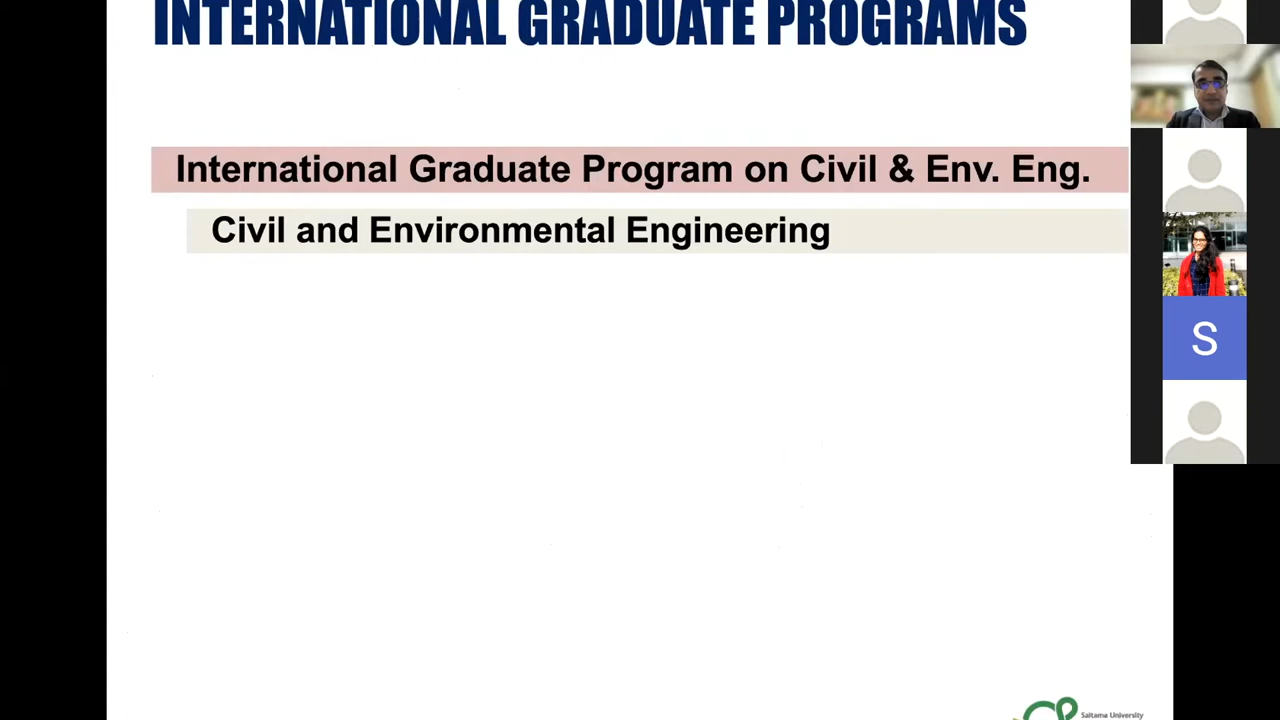 INTERNATIONAL GRADUATE PROGRAMS
International Graduate Program on Civil & Env. Eng.
Civil and Environmental Engineering
S
Saitama University